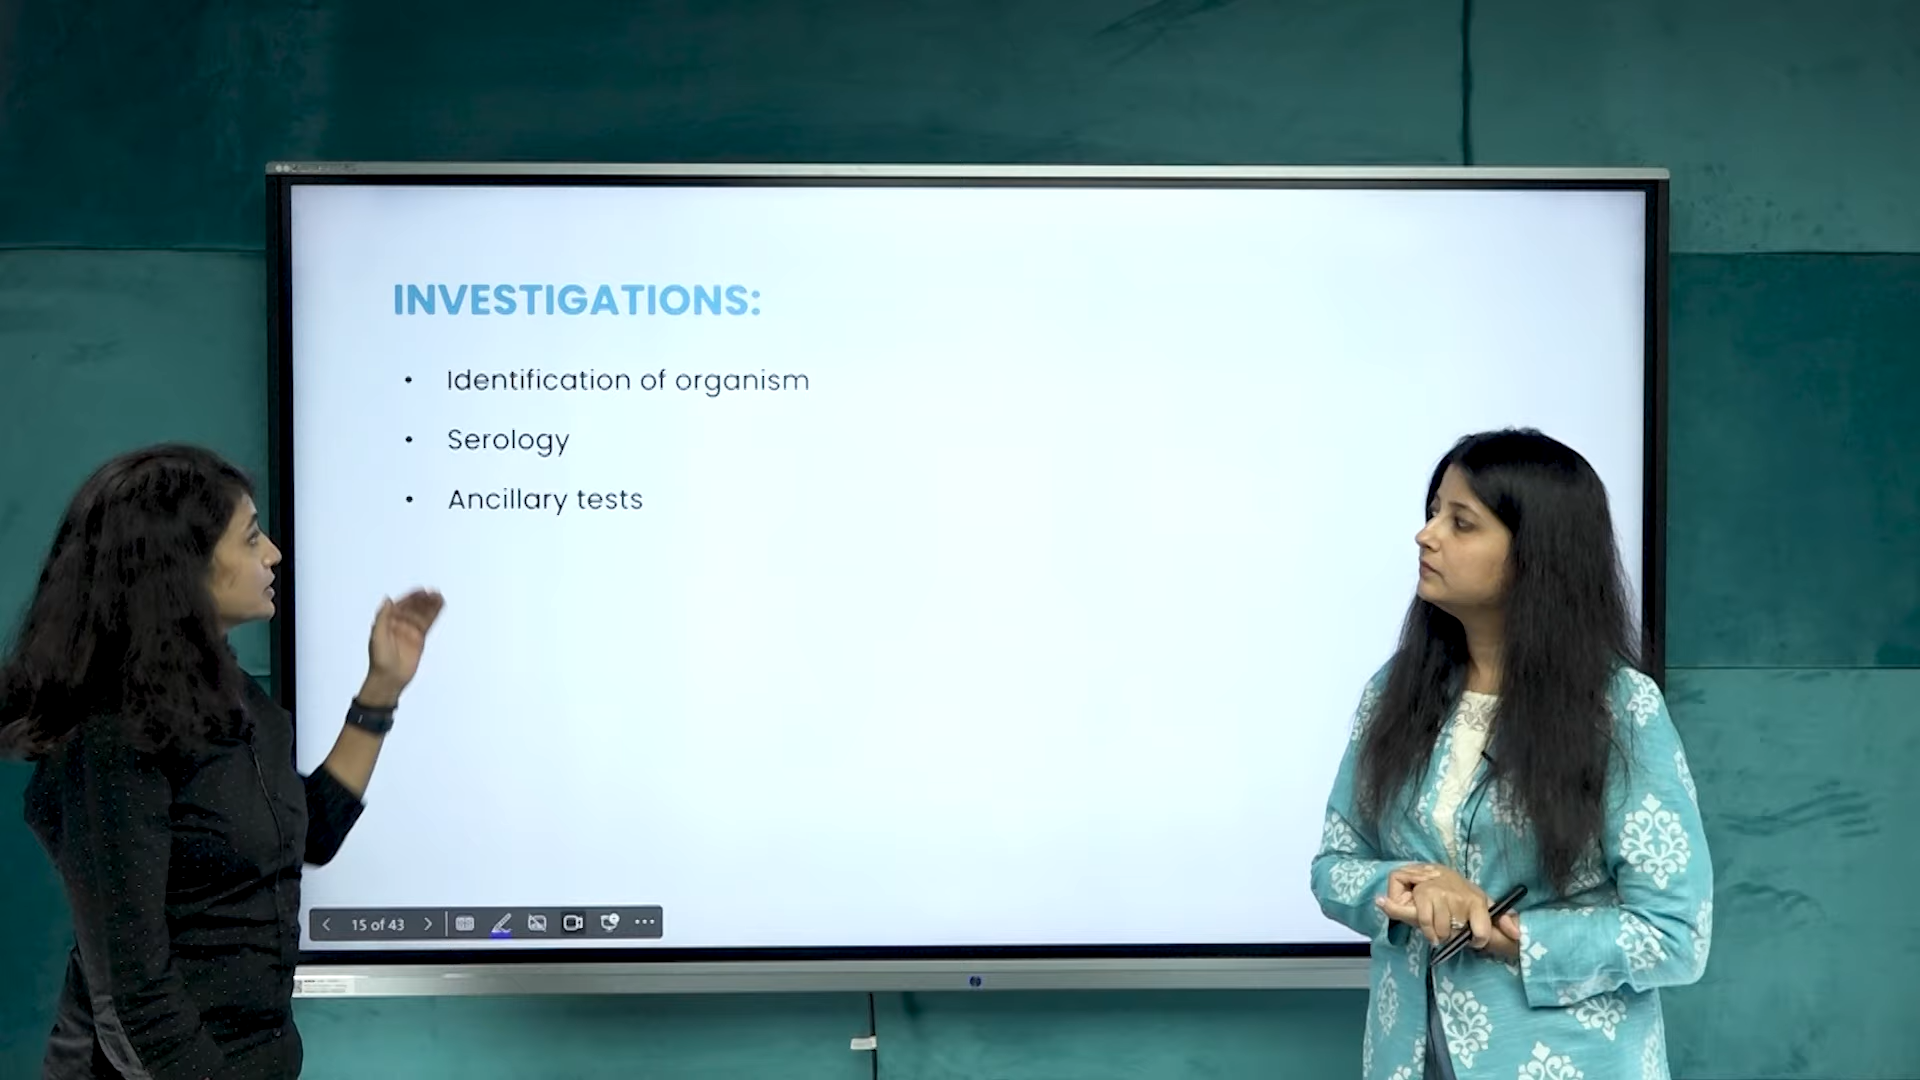 INVESTIGATIONS:
• Identification of organism
• Serology
• Ancillary tests
15 of 43